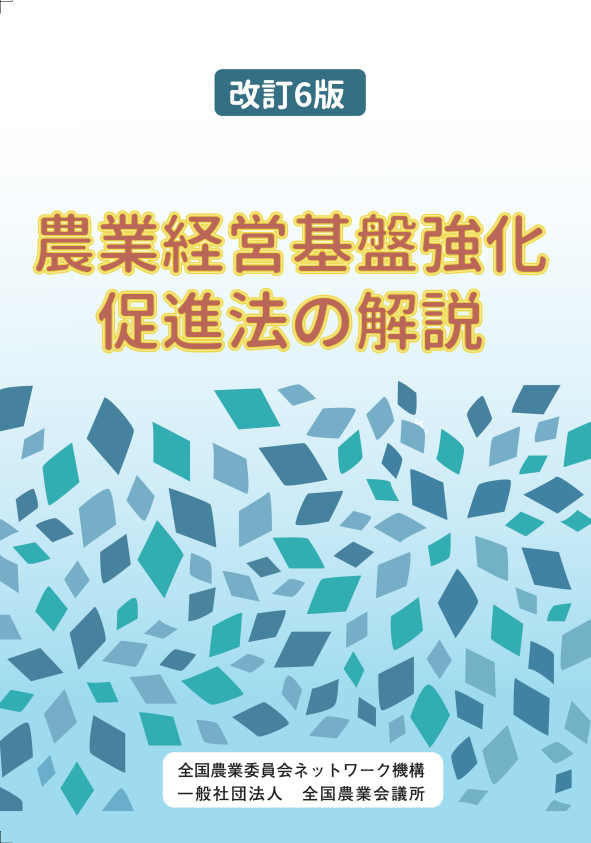 改訂6版
農業経営基盤強化
促進法の解説
全国農業委員会ネットワーク機構
一般社団法人　全国農業会議所